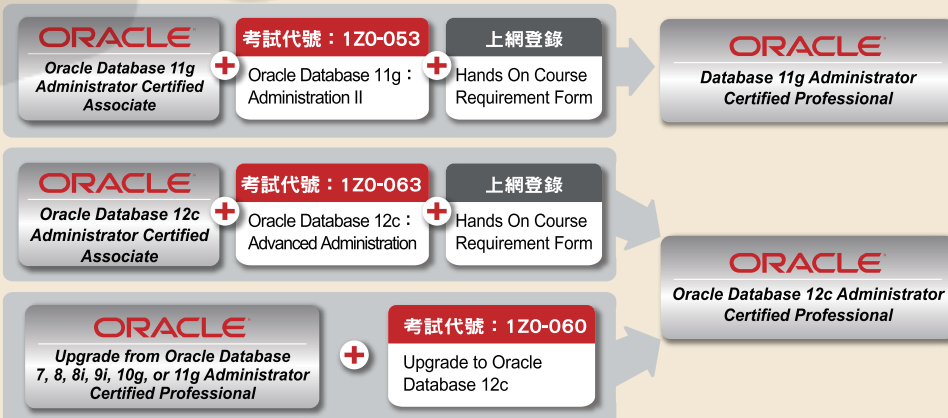 ORACLE
Oracle Database 11g
Administrator Certified
Associate
+
考試代號：1Z0-053
Oracle Database 11g：
Administration II
+
上網登錄
Hands On Course
Requirement Form
ORACLE
Database 11g Administrator
Certified Professional
ORACLE
Oracle Database 12c
Administrator Certified
Associate
+
考試代號：1Z0-063
Oracle Database 12c：
Advanced Administration
+
上網登錄
Hands On Course
Requirement Form
ORACLE
Oracle Database 12c Administrator
Certified Professional
ORACLE
Upgrade from Oracle Database
7, 8, 8i, 9i, 10g, or 11g Administrator
Certified Professional
+
考試代號：1Z0-060
Upgrade to Oracle
Database 12c